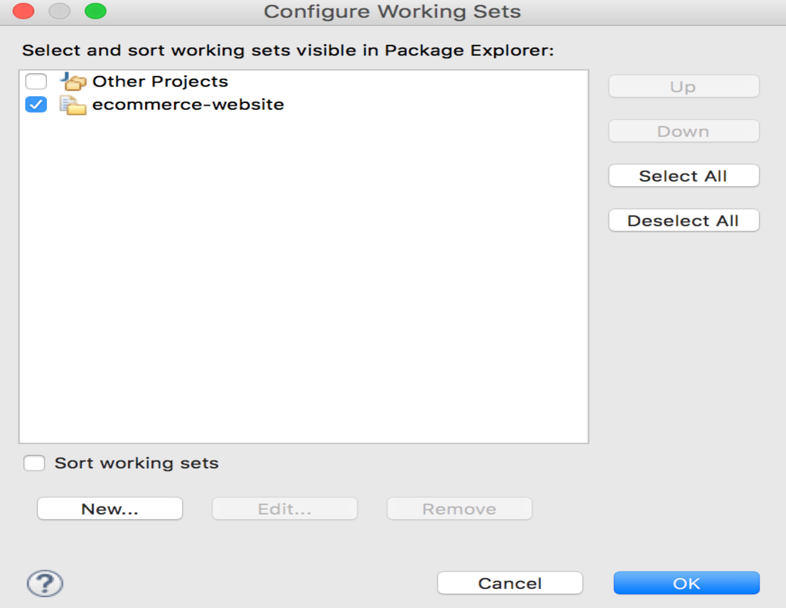 Configure Working Sets
Select and sort working sets visible in Package Explorer:
Other Projects
ecommerce-website
Up
Down
Select All
Deselect All
Sort working sets
New...
Edit...
Remove
?
Cancel
OK